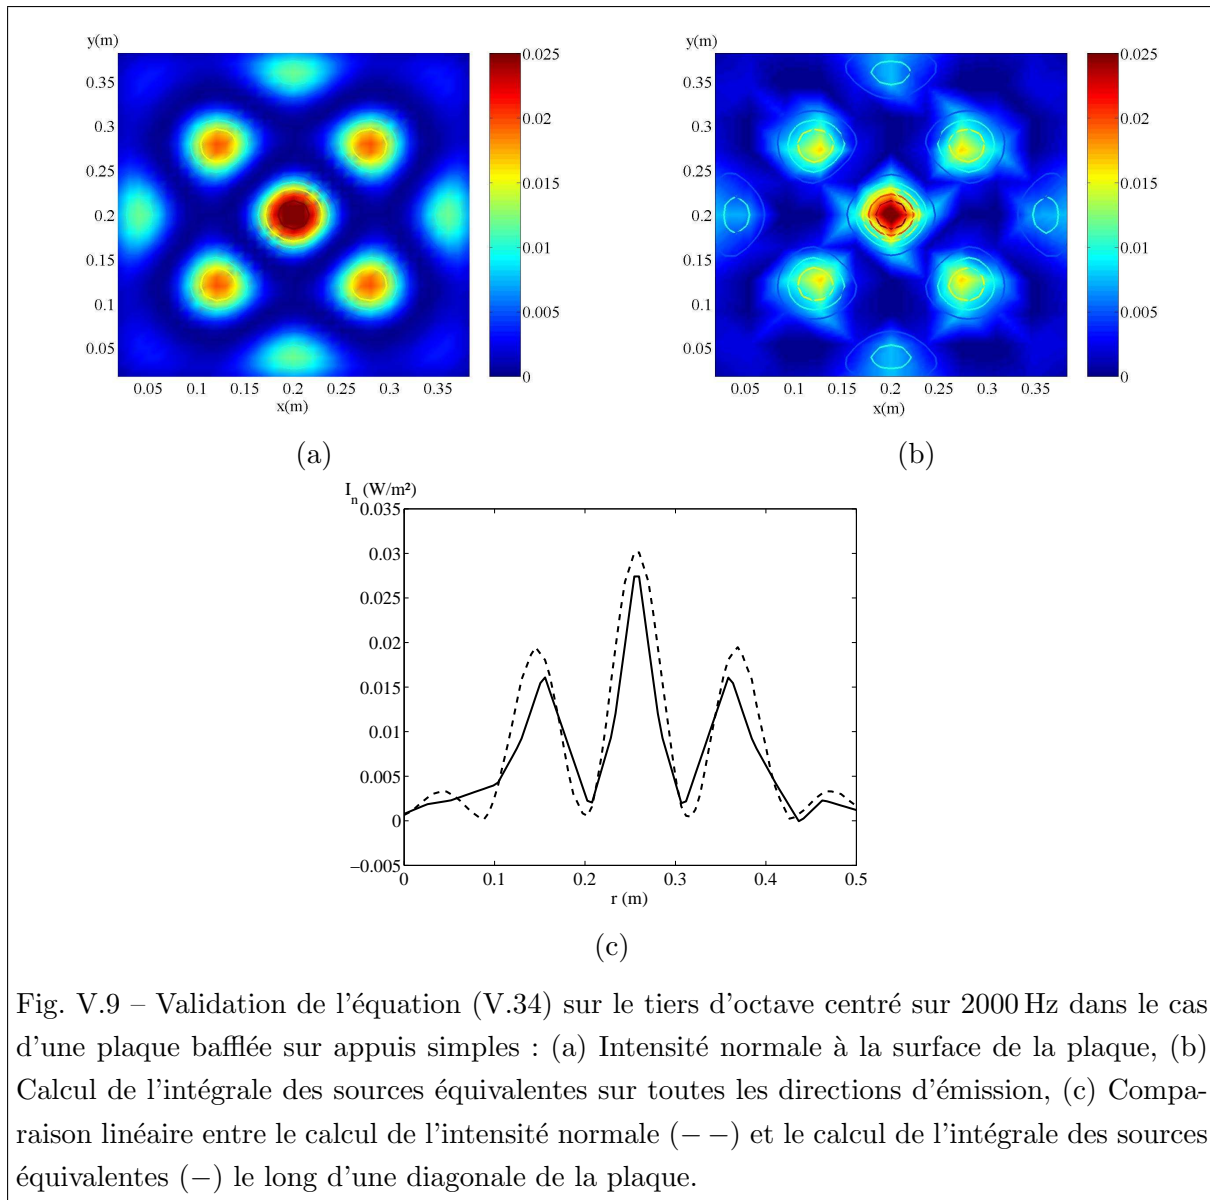 y(m)
0.35
0.3
0.25
0.2
0.15
0.1
0.05
0.05 0.1 0.15 0.2 0.25 0.3 0.35
x(m)
0.025
0.02
0.015
0.01
0.005
0
(a)
y(m)
0.35
0.3
0.25
0.2
0.15
0.1
0.05
0.05 0.1 0.15 0.2 0.25 0.3 0.35
x(m)
0.025
0.02
0.015
0.01
0.005
0
(b)
I_n (W/m²)
0.035
0.03
0.025
0.02
0.015
0.01
0.005
0
−0.005
0 0.1 0.2 0.3 0.4 0.5
r (m)
(c)
Fig. V.9 – Validation de l'équation (V.34) sur le tiers d'octave centré sur 2000 Hz dans le cas
d'une plaque bafflée sur appuis simples : (a) Intensité normale à la surface de la plaque, (b)
Calcul de l'intégrale des sources équivalentes sur toutes les directions d'émission, (c) Compa-
raison linéaire entre le calcul de l'intensité normale (− −) et le calcul de l'intégrale des sources
équivalentes (−) le long d'une diagonale de la plaque.